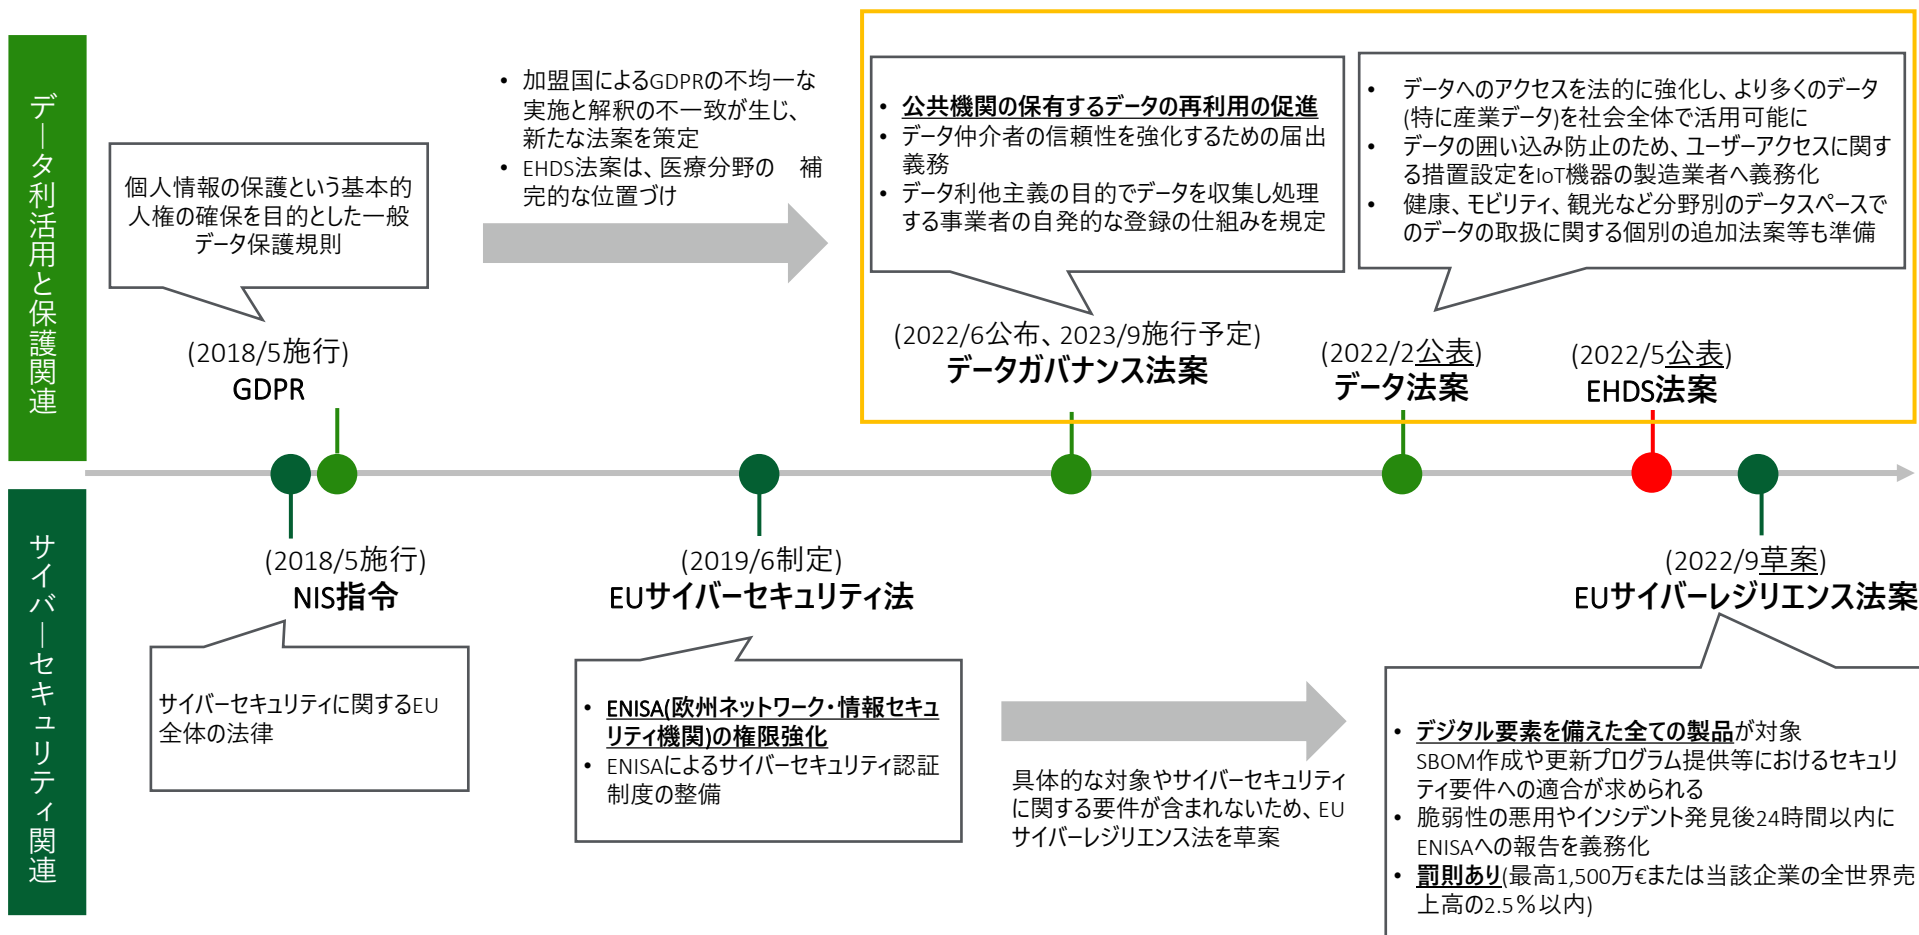 データ利活用と保護関連
個人情報の保護という基本的
人権の確保を目的とした一般
データ保護規則
(2018/5施行)
GDPR
• 加盟国によるGDPRの不均一な
実施と解釈の不一致が生じ、
新たな法案を策定
• EHDS法案は、医療分野の　補
完的な位置づけ
• 公共機関の保有するデータの再利用の促進
• データ仲介者の信頼性を強化するための届出
義務
• データ利他主義の目的でデータを収集し処理
する事業者の自発的な登録の仕組みを規定
(2022/6公布、2023/9施行予定)
データガバナンス法案
• データへのアクセスを法的に強化し、より多くのデータ
(特に産業データ)を社会全体で活用可能に
• データの囲い込み防止のため、ユーザーアクセスに関す
る措置設定をIoT機器の製造業者へ義務化
• 健康、モビリティ、観光など分野別のデータスペースで
のデータの取扱に関する個別の追加法案等も準備
(2022/2公表)
データ法案
(2022/5公表)
EHDS法案
サイバーセキュリティ関連
(2018/5施行)
NIS指令
サイバーセキュリティに関するEU
全体の法律
(2019/6制定)
EUサイバーセキュリティ法
• ENISA(欧州ネットワーク・情報セキュ
リティ機関)の権限強化
• ENISAによるサイバーセキュリティ認証
制度の整備
具体的な対象やサイバーセキュリティ
に関する要件が含まれないため、EU
サイバーレジリエンス法を草案
(2022/9草案)
EUサイバーレジリエンス法案
• デジタル要素を備えた全ての製品が対象
SBOM作成や更新プログラム提供等におけるセキュリ
ティ要件への適合が求められる
• 脆弱性の悪用やインシデント発見後24時間以内に
ENISAへの報告を義務化
• 罰則あり(最高1,500万€または当該企業の全世界売
上高の2.5%以内)